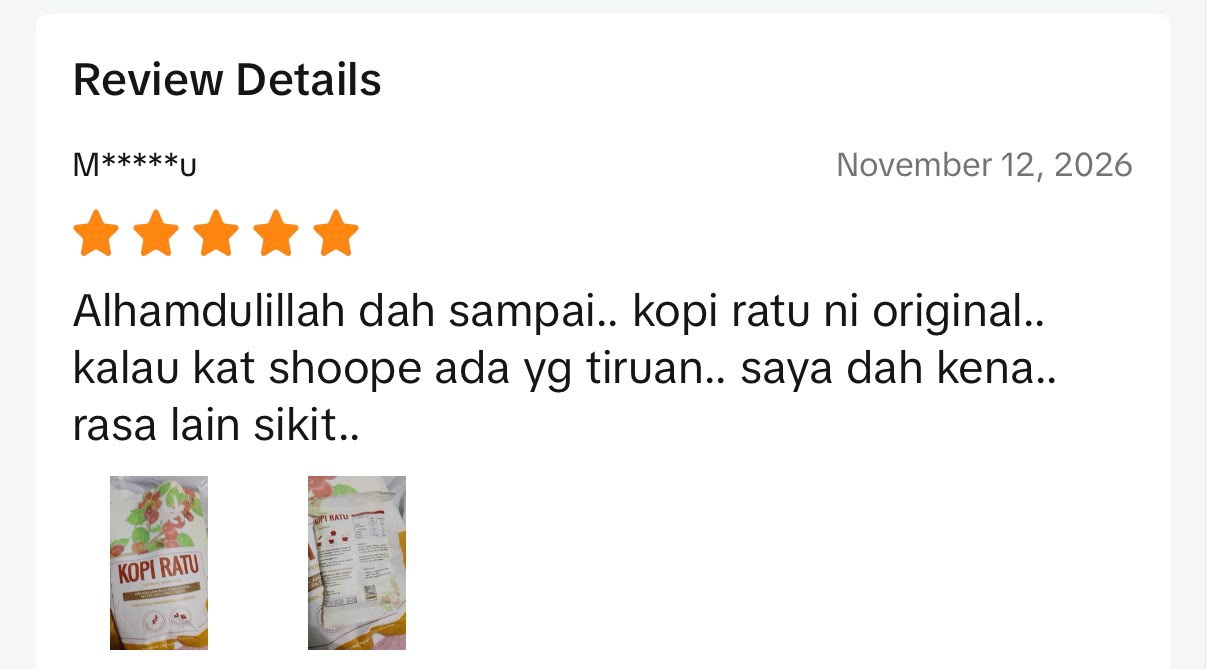 Review Details
M*****u
November 12, 2026
Alhamdulillah dah sampai.. kopi ratu ni original..
kalau kat shoope ada yg tiruan.. saya dah kena..
rasa lain sikit..
KOPI RATU
KOPI RATU